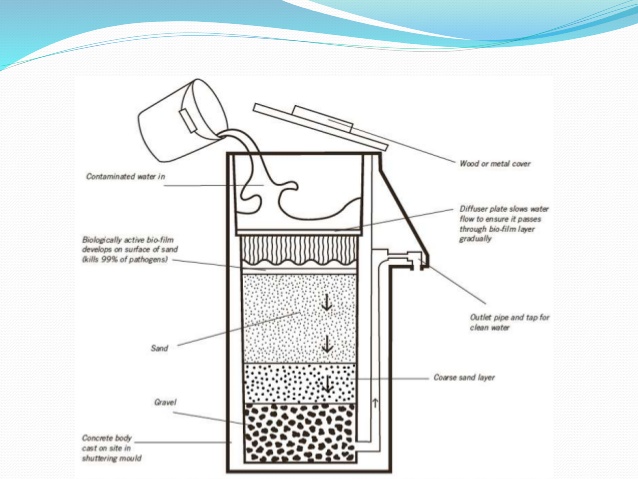 Wood or metal cover
Contaminated water in
Diffuser plate slows water
flow to ensure it passes
through bio-film layer
gradually
Biologically active bio-film
develops on surface of sand
(kills 99% of pathogens)
Outlet pipe and tap for
clean water
Sand
Coarse sand layer
Gravel
Concrete body
cast on site in
shuttering mould